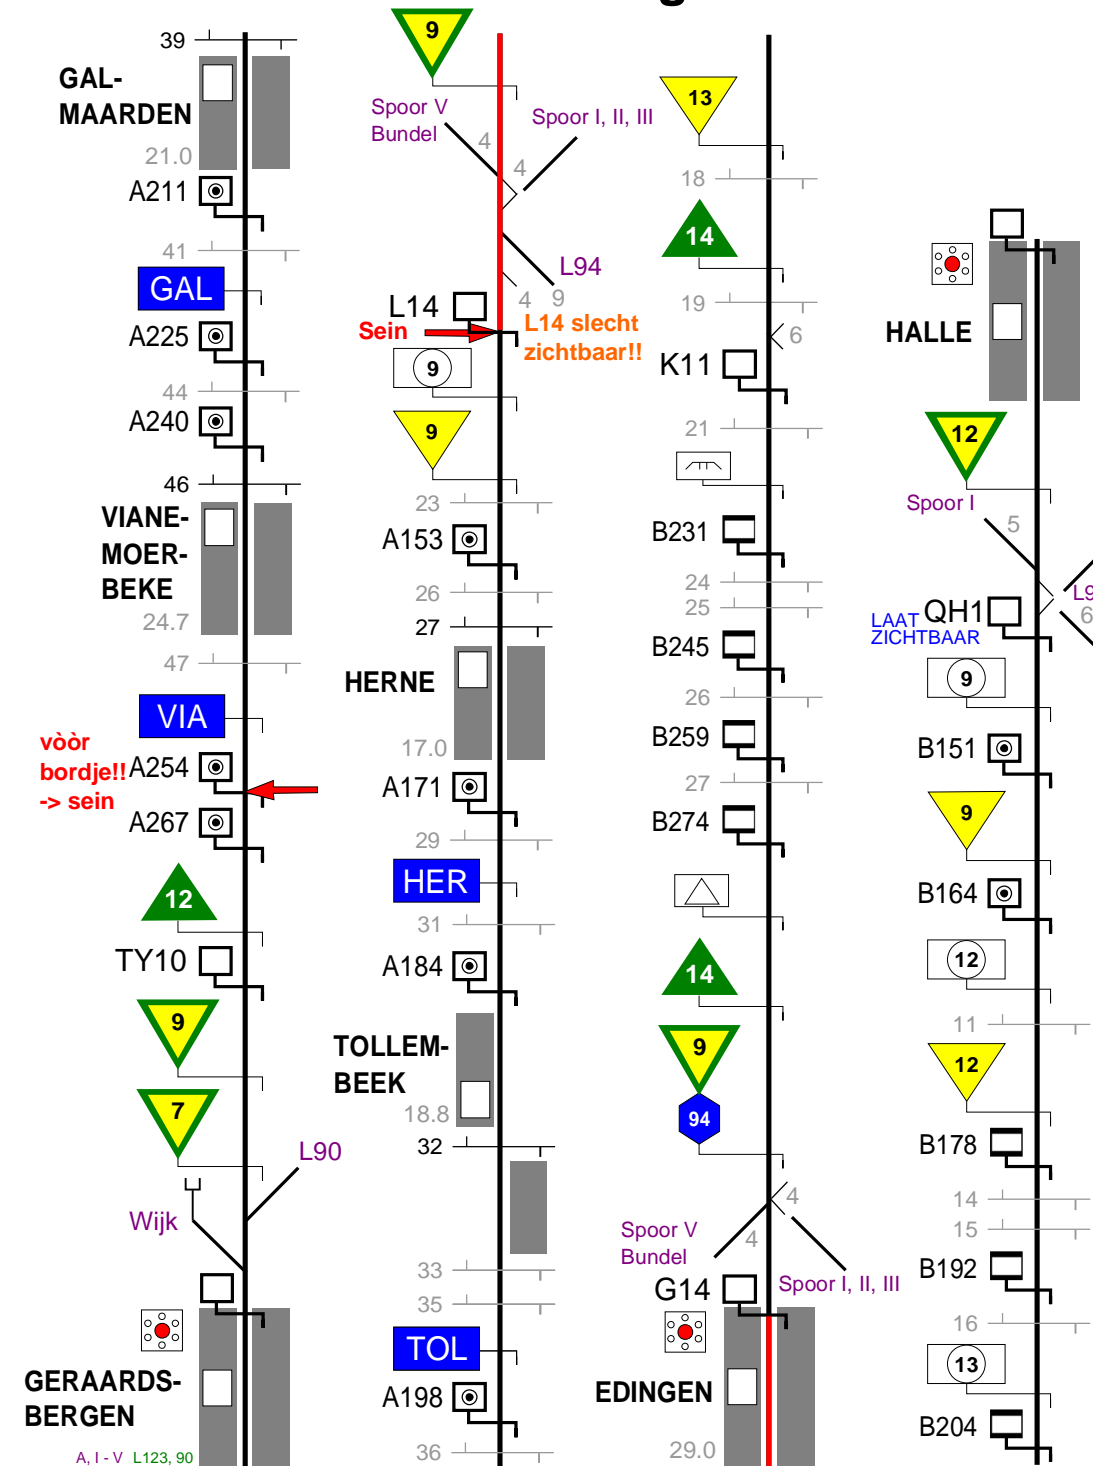 39
GAL-
MAARDEN
21.0
A211
41
GAL
A225
44
A240
46
VIANE-
MOER-
BEKE
24.7
47
VIA
vòòr
bordje!!
-> sein
A254
A267
12
TY10
9
7
L90
Wijk
GERAARDS-
BERGEN
A, I - V L123, 90
9
Spoor V
Bundel
4
Spoor I, II, III
4
L94
4
9
L14
Sein
L14 slecht
zichtbaar!!
9
9
23
A153
26
27
HERNE
17.0
A171
29
HER
31
A184
TOLLEM-
BEEK
18.8
32
33
35
TOL
A198
36
13
18
14
19
6
K11
21
B231
24
25
B245
26
B259
27
B274
14
9
94
4
Spoor V
Bundel
4
Spoor I, II, III
G14
EDINGEN
29.0
HALLE
12
Spoor I
5
6
LAAT
ZICHTBAAR
QH1
9
B151
9
B164
12
11
12
B178
14
15
B192
16
13
B204